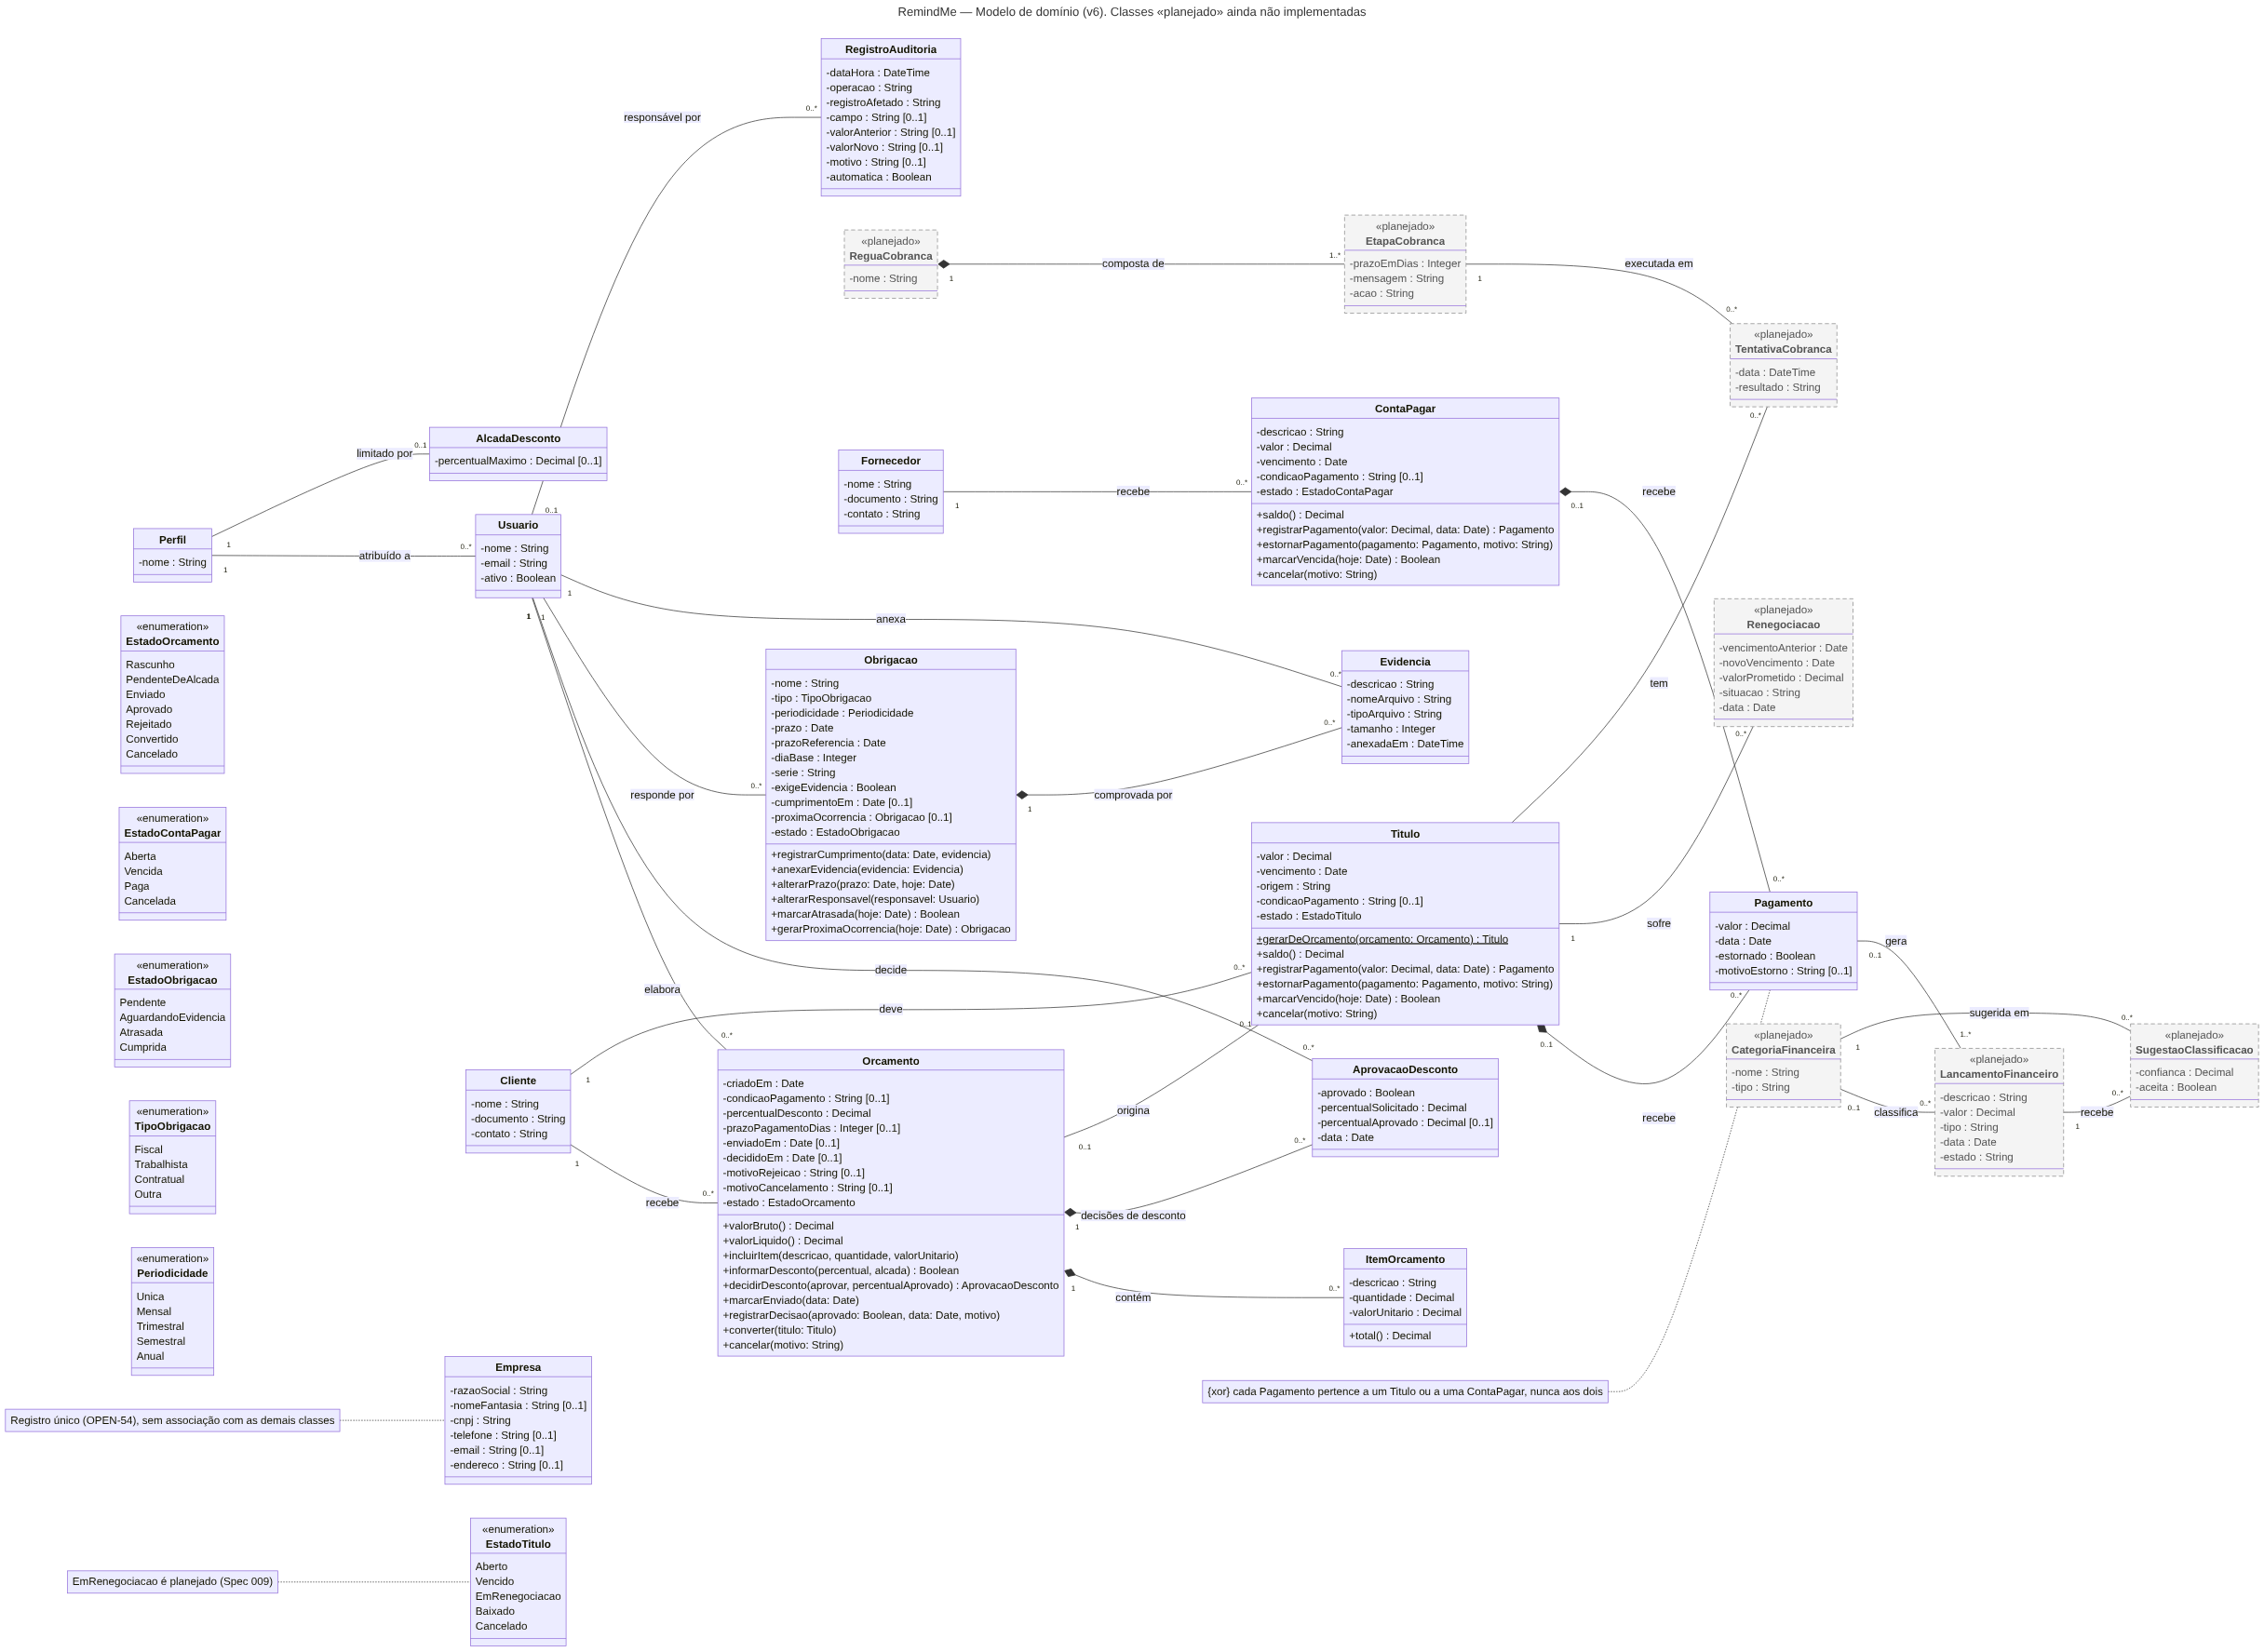 RemindMe — Modelo de domínio (v6). Classes «planejado» ainda não implementadas
RegistroAuditoria
-dataHora : DateTime
-operacao : String
-registroAfetado : String
-campo : String [0..1]
-valorAnterior : String [0..1]
-valorNovo : String [0..1]
-motivo : String [0..1]
-automatica : Boolean
responsável por
0..*
0..1
«planejado»
ReguaCobranca
-nome : String
1
composta de
1..*
«planejado»
EtapaCobranca
-prazoEmDias : Integer
-mensagem : String
-acao : String
1
executada em
0..*
«planejado»
TentativaCobranca
-data : DateTime
-resultado : String
0..*
tem
AlcadaDesconto
-percentualMaximo : Decimal [0..1]
limitado por
0..1
1
Perfil
-nome : String
1
atribuído a
0..*
Usuario
-nome : String
-email : String
-ativo : Boolean
1
1
1
Fornecedor
-nome : String
-documento : String
-contato : String
1
recebe
0..*
ContaPagar
-descricao : String
-valor : Decimal
-vencimento : Date
-condicaoPagamento : String [0..1]
-estado : EstadoContaPagar
+saldo() : Decimal
+registrarPagamento(valor: Decimal, data: Date) : Pagamento
+estornarPagamento(pagamento: Pagamento, motivo: String)
+marcarVencida(hoje: Date) : Boolean
+cancelar(motivo: String)
0..1
recebe
0..*
«planejado»
Renegociacao
-vencimentoAnterior : Date
-novoVencimento : Date
-valorPrometido : Decimal
-situacao : String
-data : Date
0..*
anexa
0..*
Evidencia
-descricao : String
-nomeArquivo : String
-tipoArquivo : String
-tamanho : Integer
-anexadaEm : DateTime
0..*
comprovada por
1
Obrigacao
-nome : String
-tipo : TipoObrigacao
-periodicidade : Periodicidade
-prazo : Date
-prazoReferencia : Date
-diaBase : Integer
-serie : String
-exigeEvidencia : Boolean
-cumprimentoEm : Date [0..1]
-proximaOcorrencia : Obrigacao [0..1]
-estado : EstadoObrigacao
+registrarCumprimento(data: Date, evidencia)
+anexarEvidencia(evidencia: Evidencia)
+alterarPrazo(prazo: Date, hoje: Date)
+alterarResponsavel(responsavel: Usuario)
+marcarAtrasada(hoje: Date) : Boolean
+gerarProximaOcorrencia(hoje: Date) : Obrigacao
responde por
0..*
decide
0..*
elabora
0..*
«enumeration»
EstadoOrcamento
Rascunho
PendenteDeAlcada
Enviado
Aprovado
Rejeitado
Convertido
Cancelado
«enumeration»
EstadoContaPagar
Aberta
Vencida
Paga
Cancelada
«enumeration»
EstadoObrigacao
Pendente
AguardandoEvidencia
Atrasada
Cumprida
«enumeration»
TipoObrigacao
Fiscal
Trabalhista
Contratual
Outra
«enumeration»
Periodicidade
Unica
Mensal
Trimestral
Semestral
Anual
Titulo
-valor : Decimal
-vencimento : Date
-origem : String
-condicaoPagamento : String [0..1]
-estado : EstadoTitulo
+gerarDeOrcamento(orcamento: Orcamento) : Titulo
+saldo() : Decimal
+registrarPagamento(valor: Decimal, data: Date) : Pagamento
+estornarPagamento(pagamento: Pagamento, motivo: String)
+marcarVencido(hoje: Date) : Boolean
+cancelar(motivo: String)
1
sofre
0..*
deve
1
0..1
origina
0..1
0..1
recebe
0..*
Pagamento
-valor : Decimal
-data : Date
-estornado : Boolean
-motivoEstorno : String [0..1]
0..1
gera
1..*
«planejado»
CategoriaFinanceira
-nome : String
-tipo : String
1
sugerida em
0..*
0..1
classifica
0..*
«planejado»
LancamentoFinanceiro
-descricao : String
-valor : Decimal
-tipo : String
-data : Date
-estado : String
1
recebe
0..*
«planejado»
SugestaoClassificacao
-confianca : Decimal
-aceita : Boolean
Cliente
-nome : String
-documento : String
-contato : String
1
recebe
0..*
Orcamento
-criadoEm : Date
-condicaoPagamento : String [0..1]
-percentualDesconto : Decimal
-prazoPagamentoDias : Integer [0..1]
-enviadoEm : Date [0..1]
-decididoEm : Date [0..1]
-motivoRejeicao : String [0..1]
-motivoCancelamento : String [0..1]
-estado : EstadoOrcamento
+valorBruto() : Decimal
+valorLiquido() : Decimal
+incluirItem(descricao, quantidade, valorUnitario)
+informarDesconto(percentual, alcada) : Boolean
+decidirDesconto(aprovar, percentualAprovado) : AprovacaoDesconto
+marcarEnviado(data: Date)
+registrarDecisao(aprovado: Boolean, data: Date, motivo)
+converter(titulo: Titulo)
+cancelar(motivo: String)
1
decisões de desconto
0..*
AprovacaoDesconto
-aprovado : Boolean
-percentualSolicitado : Decimal
-percentualAprovado : Decimal [0..1]
-data : Date
1
contém
0..*
ItemOrcamento
-descricao : String
-quantidade : Decimal
-valorUnitario : Decimal
+total() : Decimal
{xor} cada Pagamento pertence a um Titulo ou a uma ContaPagar, nunca aos dois
Registro único (OPEN-54), sem associação com as demais classes
Empresa
-razaoSocial : String
-nomeFantasia : String [0..1]
-cnpj : String
-telefone : String [0..1]
-email : String [0..1]
-endereco : String [0..1]
EmRenegociacao é planejado (Spec 009)
«enumeration»
EstadoTitulo
Aberto
Vencido
EmRenegociacao
Baixado
Cancelado